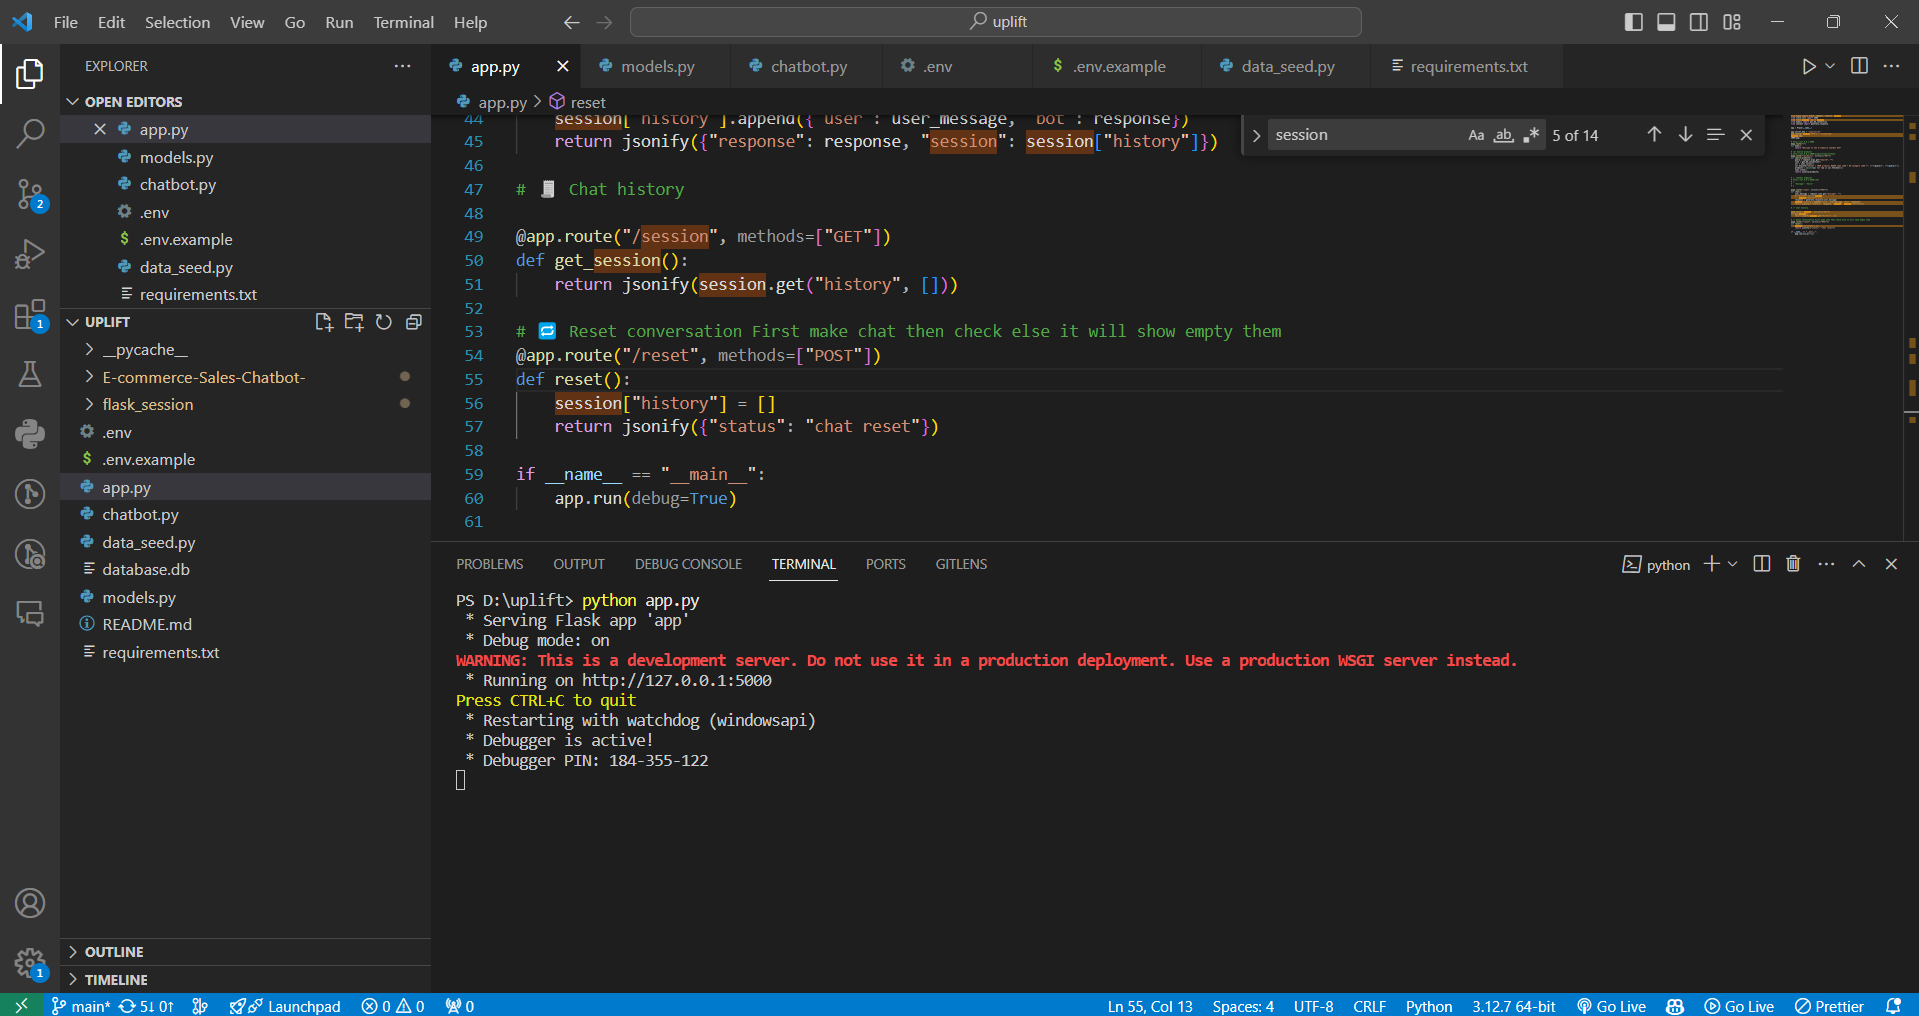 File Edit Selection View Go Run Terminal Help
uplift
EXPLORER
OPEN EDITORS
app.py
models.py
chatbot.py
.env
.env.example
data_seed.py
requirements.txt
UPLIFT
__pycache__
E-commerce-Sales-Chatbot-
flask_session
.env
.env.example
app.py
chatbot.py
data_seed.py
database.db
models.py
README.md
requirements.txt
OUTLINE
TIMELINE
2
1
1
app.py models.py chatbot.py .env .env.example data_seed.py requirements.txt
app.py > reset
session
Aa ab
5 of 14
44 session["history"].append({"user": user_message, "bot": response})
45 return jsonify({"response": response, "session": session["history"]})
46
47 # Chat history
48
49 @app.route("/session", methods=["GET"])
50 def get_session():
51 return jsonify(session.get("history", []))
52
53 # Reset conversation First make chat then check else it will show empty them
54 @app.route("/reset", methods=["POST"])
55 def reset():
56 session["history"] = []
57 return jsonify({"status": "chat reset"})
58
59 if __name__ == "__main__":
60 app.run(debug=True)
61
PROBLEMS OUTPUT DEBUG CONSOLE TERMINAL PORTS GITLENS
python
PS D:\uplift> python app.py
* Serving Flask app 'app'
* Debug mode: on
WARNING: This is a development server. Do not use it in a production deployment. Use a production WSGI server instead.
* Running on http://127.0.0.1:5000
Press CTRL+C to quit
* Restarting with watchdog (windowsapi)
* Debugger is active!
* Debugger PIN: 184-355-122
main* 5↓ 0↑ Launchpad 0 0 0 Ln 55, Col 13 Spaces: 4 UTF-8 CRLF Python 3.12.7 64-bit Go Live Go Live Prettier